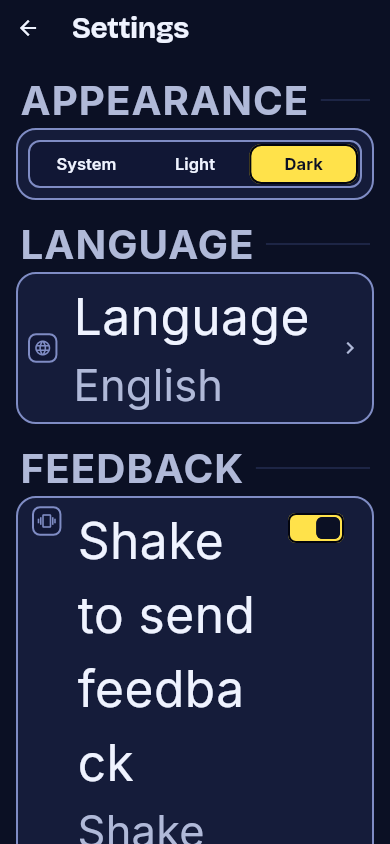 Settings
APPEARANCE
System Light Dark
LANGUAGE
Language
English
FEEDBACK
Shake
to send
feedba
ck
Shake